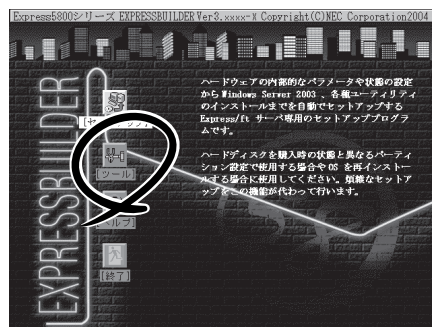 Express5800シリーズ EXPRESSBUILDER Ver3.xxxx-x Copyright(C)NEC Corporation2004
EXPRESSBUILDER
ハードウェアの内部的なパラメータや状態の設定
から Windows Server 2003 、各種ユーティリティ
のインストールまでを自動でセットアップする
Express/ft サーバ専用のセットアッププログラ
ムです。
ハードディスクを購入時の状態と異なるパーティ
ション設定で使用する場合や OS を再インストー
ルする場合に使用してください。煩雑なセットア
ップをこの機能が代わって行います。
[ツール]
[終了]